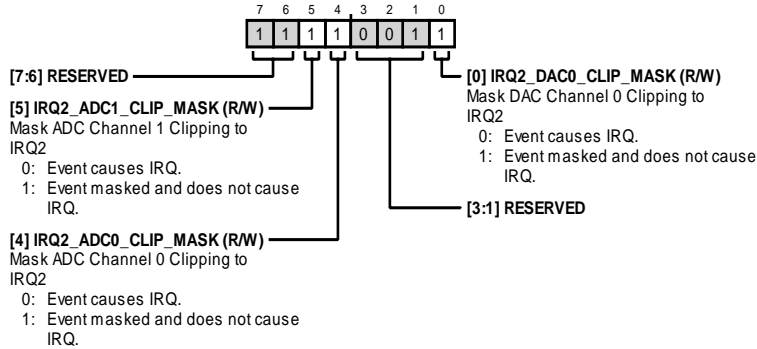 7 6 5 4 3 2 1 0
1 1 1 1 0 0 1 1
[7:6] RESERVED
[5] IRQ2_ADC1_CLIP_MASK (R/W)
Mask ADC Channel 1 Clipping to
IRQ2
0: Event causes IRQ.
1: Event masked and does not cause
IRQ.
[4] IRQ2_ADC0_CLIP_MASK (R/W)
Mask ADC Channel 0 Clipping to
IRQ2
0: Event causes IRQ.
1: Event masked and does not cause
IRQ.
[0] IRQ2_DAC0_CLIP_MASK (R/W)
Mask DAC Channel 0 Clipping to
IRQ2
0: Event causes IRQ.
1: Event masked and does not cause
IRQ.
[3:1] RESERVED